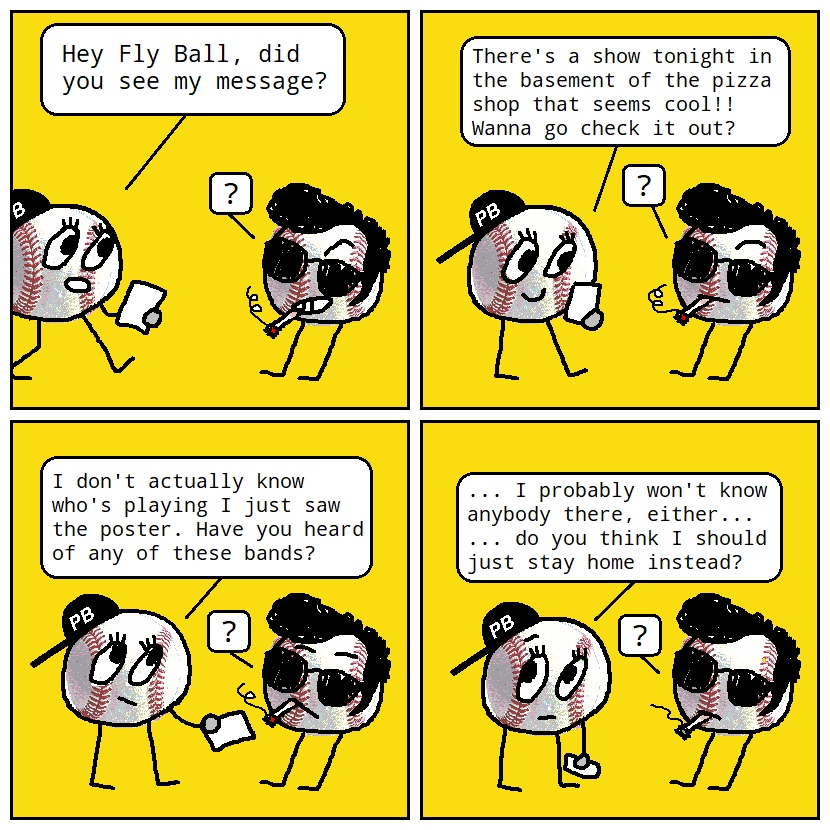 Hey Fly Ball, did
you see my message?
?
B
There's a show tonight in
the basement of the pizza
shop that seems cool!!
Wanna go check it out?
?
PB
I don't actually know
who's playing I just saw
the poster. Have you heard
of any of these bands?
?
PB
... I probably won't know
anybody there, either...
... do you think I should
just stay home instead?
?
PB